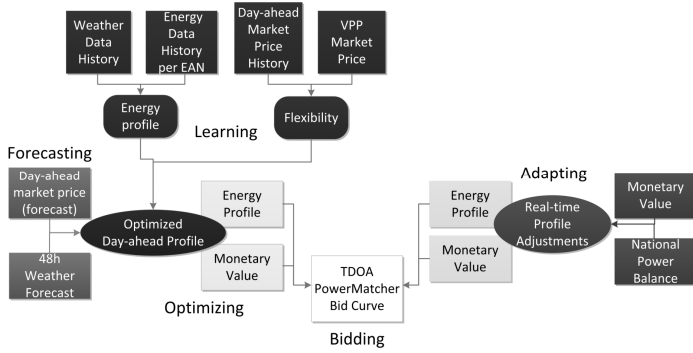 Weather
Data
History
Energy
Data
History
per EAN
Day-ahead
Market
Price
History
VPP
Market
Price
Energy
profile
Learning
Flexibility
Forecasting
Day-ahead
market price
(forecast)
48h
Weather
Forecast
Optimized
Day-ahead Profile
Energy
Profile
Monetary
Value
Optimizing
TDOA
PowerMatcher
Bid Curve
Bidding
Energy
Profile
Monetary
Value
Adapting
Real-time
Profile
Adjustments
Monetary
Value
National
Power
Balance